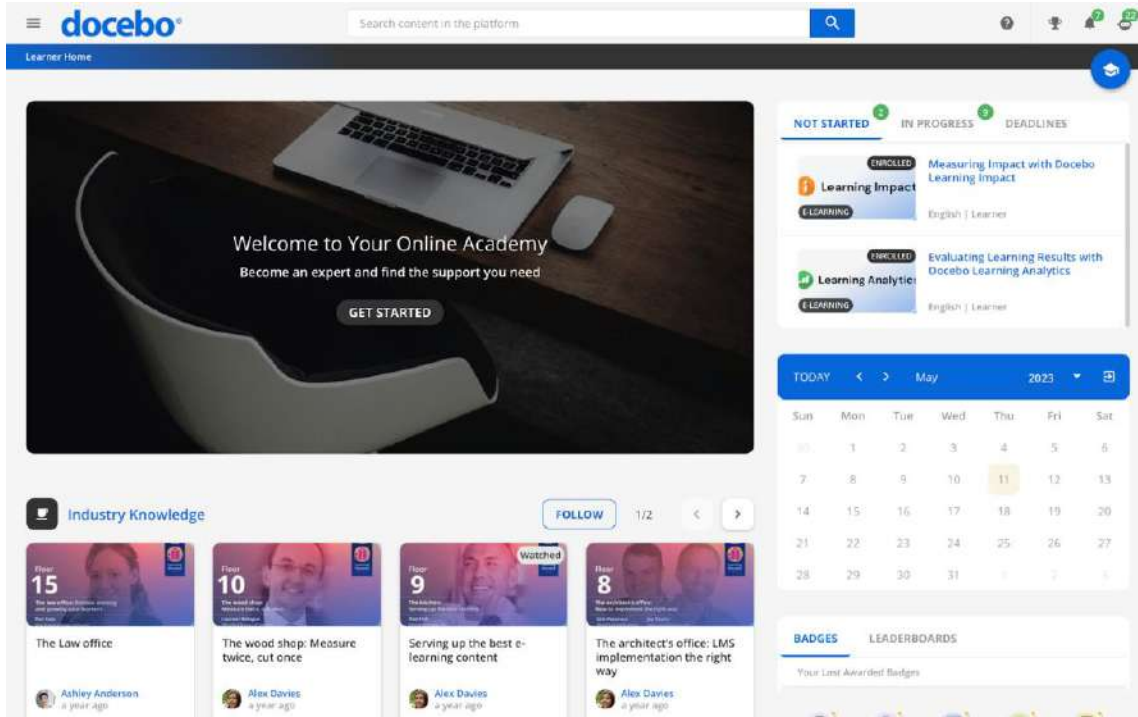 docebo
Search content in the platform
7
22
Learner Home
Welcome to Your Online Academy
Become an expert and find the support you need
GET STARTED
NOT STARTED
2
IN PROGRESS
9
DEADLINES
ENROLLED
Learning Impact
E-LEARNING
Measuring Impact with Docebo
Learning Impact
English | Learner
ENROLLED
Learning Analytic
E-LEARNING
Evaluating Learning Results with
Docebo Learning Analytics
English | Learner
TODAY < > May 2023
Sun Mon Tue Wed Thu Fri Sat
30 1 2 3 4 5 6
7 8 9 10 11 12 13
14 15 16 17 18 19 20
21 22 23 24 25 26 27
28 29 30 31 1 2 3
Industry Knowledge
FOLLOW
1/2
Floor
15
The Law office
Ashley Anderson
a year ago
Floor
10
The wood shop: Measure
twice, cut once
Alex Davies
a year ago
Watched
Floor
9
Serving up the best e-
learning content
Alex Davies
a year ago
Floor
8
The architect's office: LMS
implementation the right
way
Alex Davies
a year ago
BADGES
LEADERBOARDS
Your Last Awarded Badges